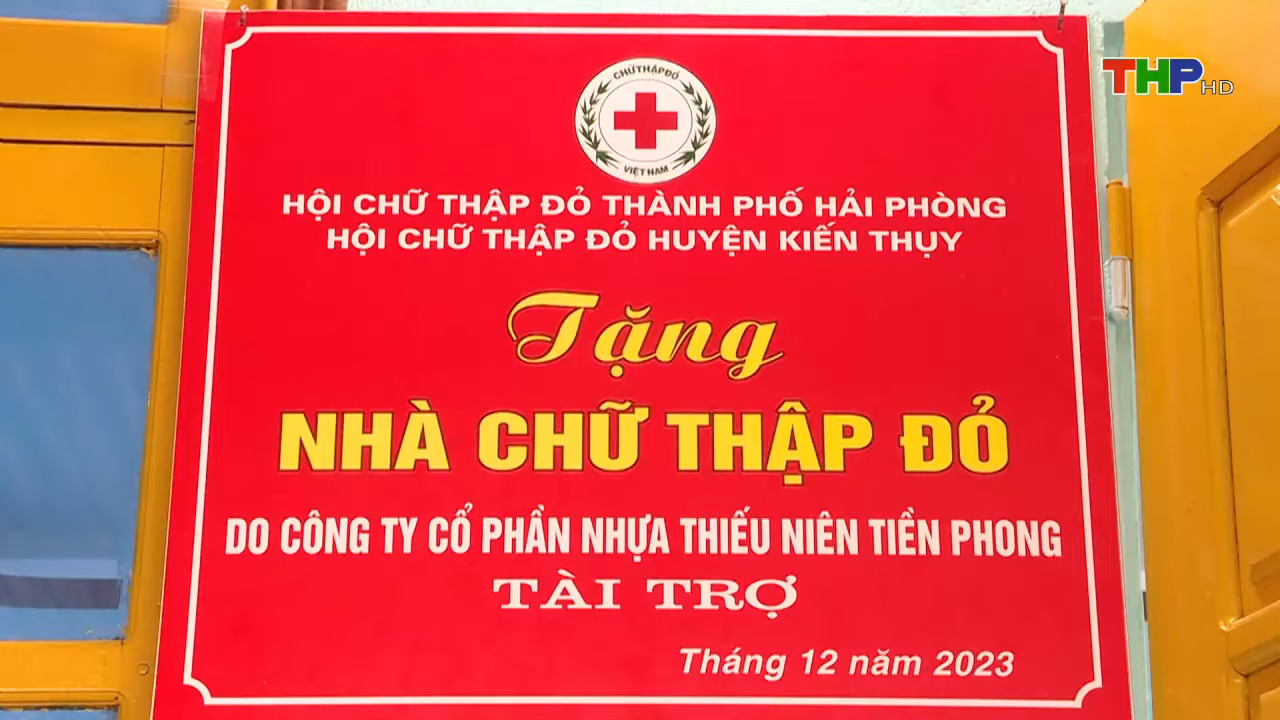 THP HD
CHỮ THẬP ĐỎ
VIỆT NAM
HỘI CHỮ THẬP ĐỎ THÀNH PHỐ HẢI PHÒNG
HỘI CHỮ THẬP ĐỎ HUYỆN KIẾN THỤY
Tặng
NHÀ CHỮ THẬP ĐỎ
DO CÔNG TY CỔ PHẦN NHỰA THIẾU NIÊN TIỀN PHONG
TÀI TRỢ
Tháng 12 năm 2023